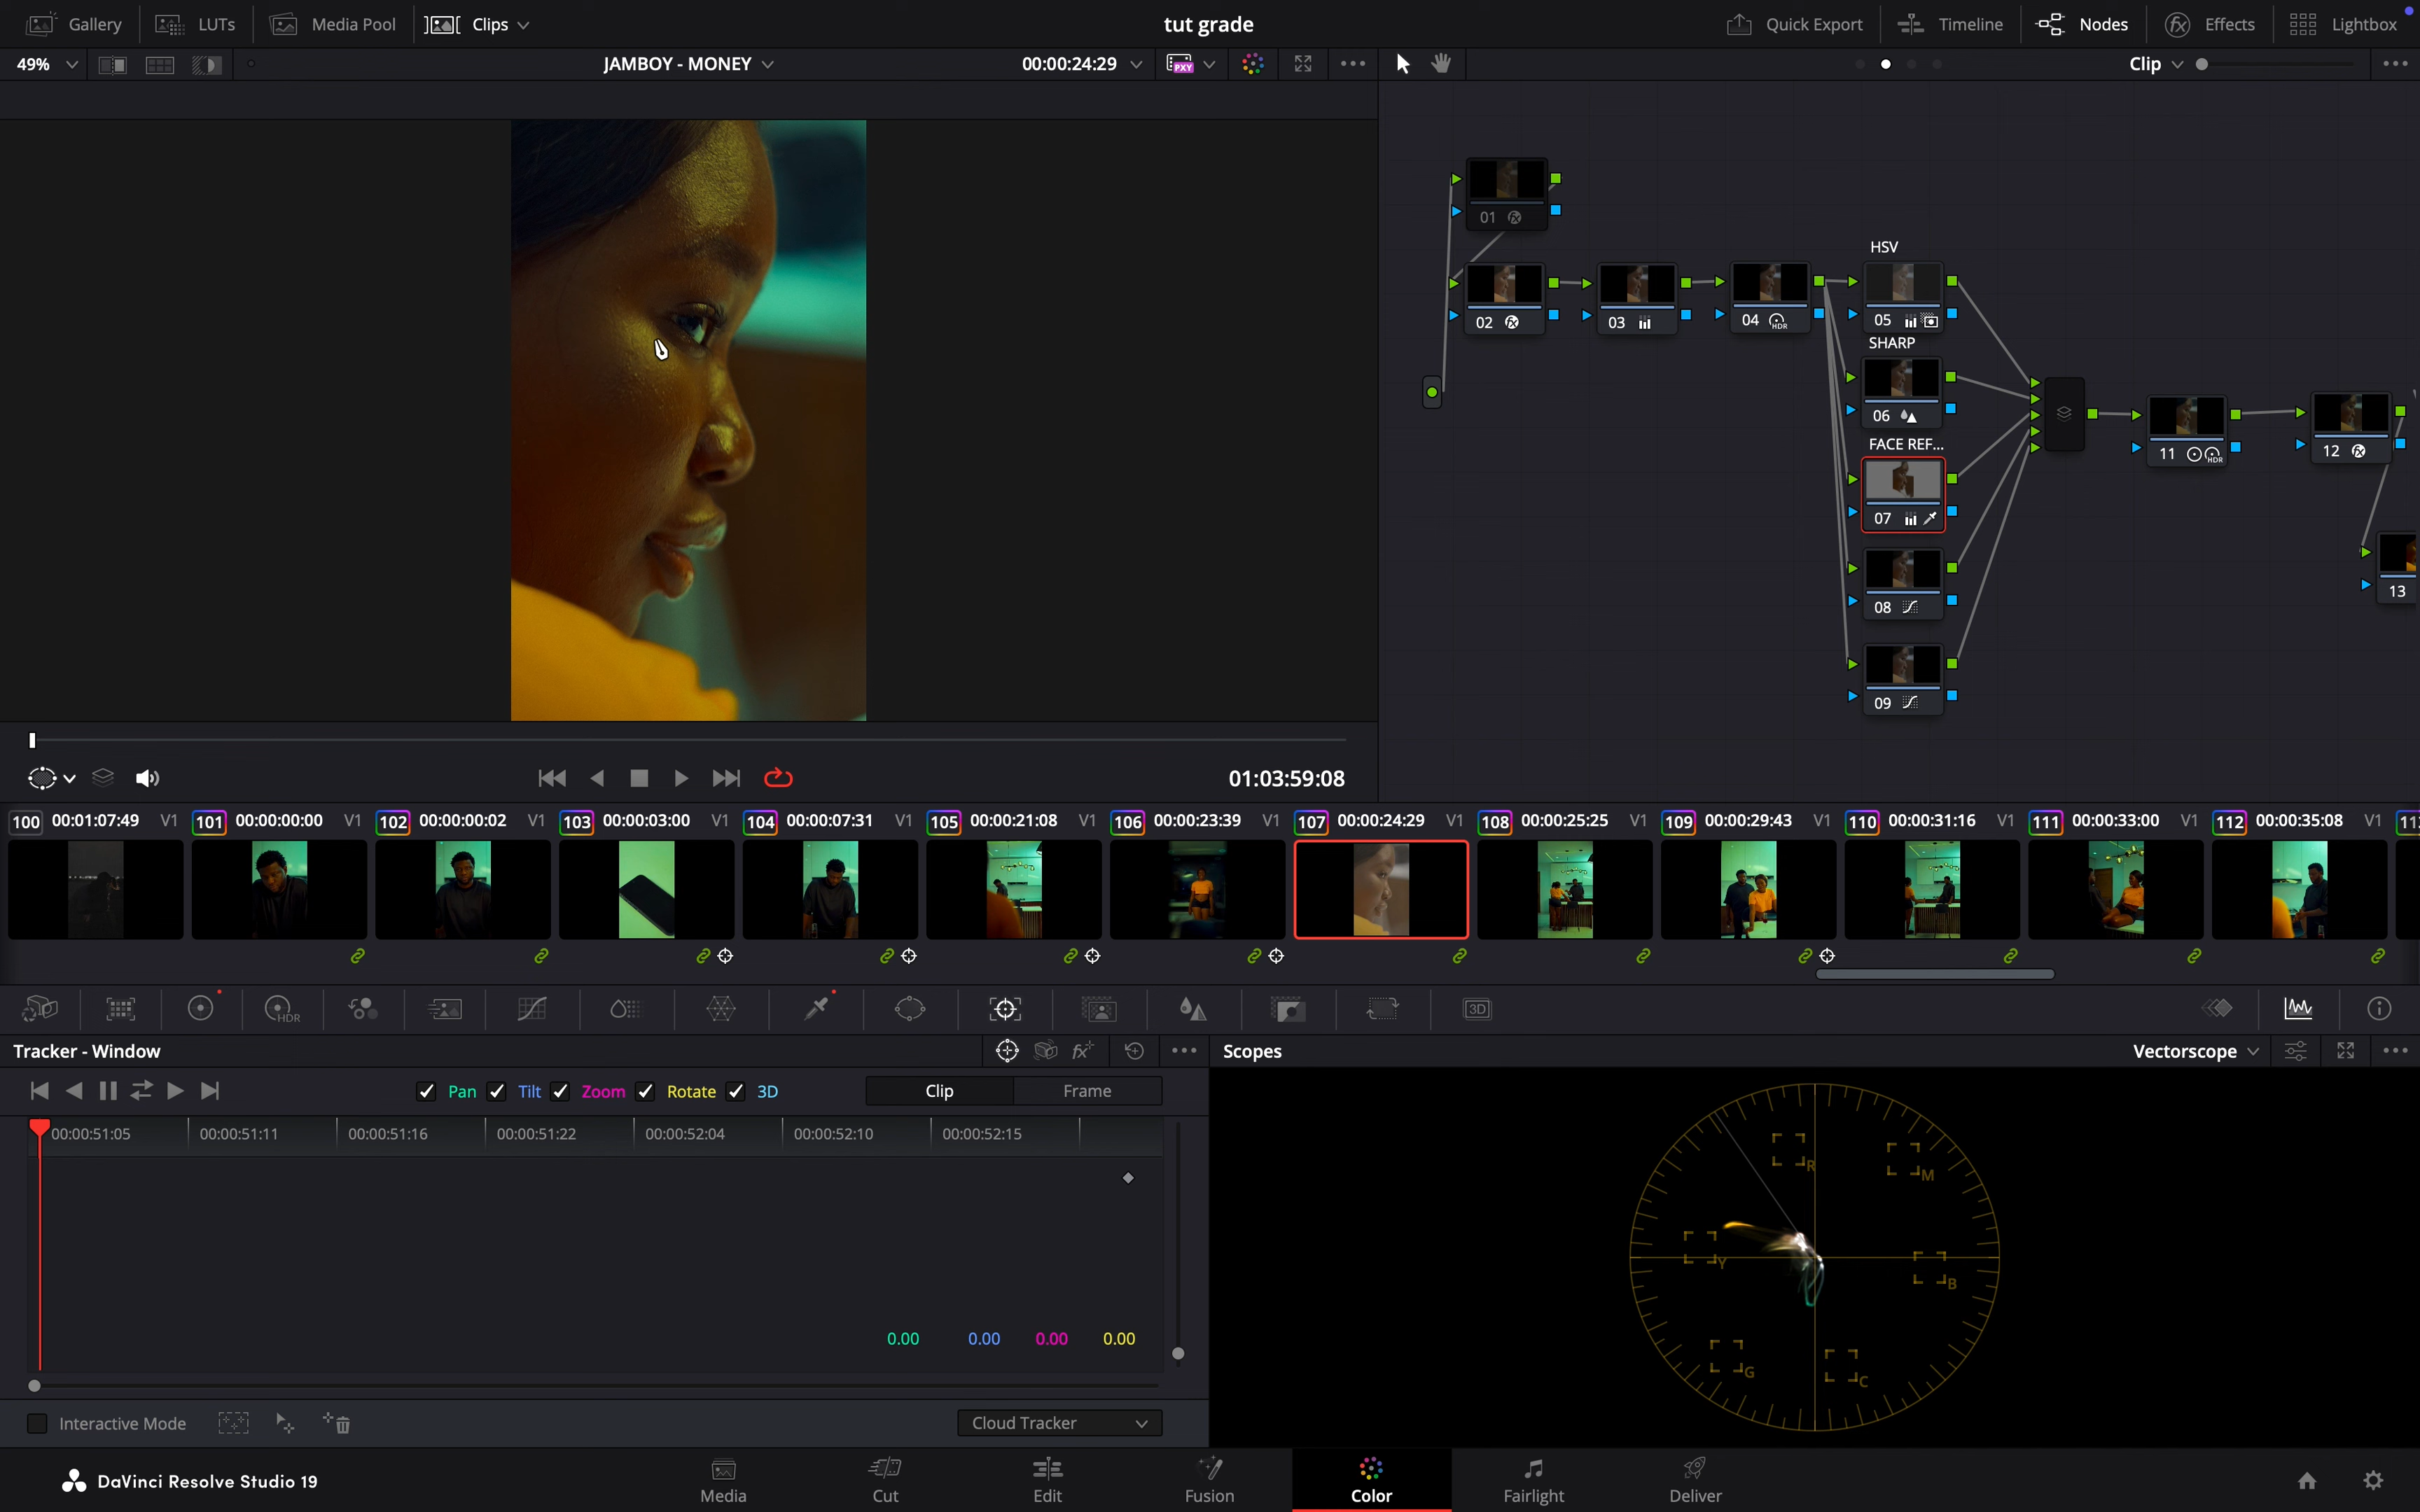 Gallery LUTs Media Pool Clips tut grade Quick Export Timeline Nodes fx Effects Lightbox
49% JAMBOY - MONEY 00:00:24:29 PXY Clip
01
HSV
02 03 04 HDR 05
SHARP
06
FACE REF...
07
11 HDR 12
08
13
09
01:03:59:08
100 00:01:07:49 V1 101 00:00:00:00 V1 102 00:00:00:02 V1 103 00:00:03:00 V1 104 00:00:07:31 V1 105 00:00:21:08 V1 106 00:00:23:39 V1 107 00:00:24:29 V1 108 00:00:25:25 V1 109 00:00:29:43 V1 110 00:00:31:16 V1 111 00:00:33:00 V1 112 00:00:35:08 V1
HDR 3D
Tracker - Window fx Scopes Vectorscope
Pan Tilt Zoom Rotate 3D Clip Frame
00:00:51:05 00:00:51:11 00:00:51:16 00:00:51:22 00:00:52:04 00:00:52:10 00:00:52:15
R M
Y B
G C
0.00 0.00 0.00 0.00
Interactive Mode Cloud Tracker
DaVinci Resolve Studio 19 Media Cut Edit Fusion Color Fairlight Deliver